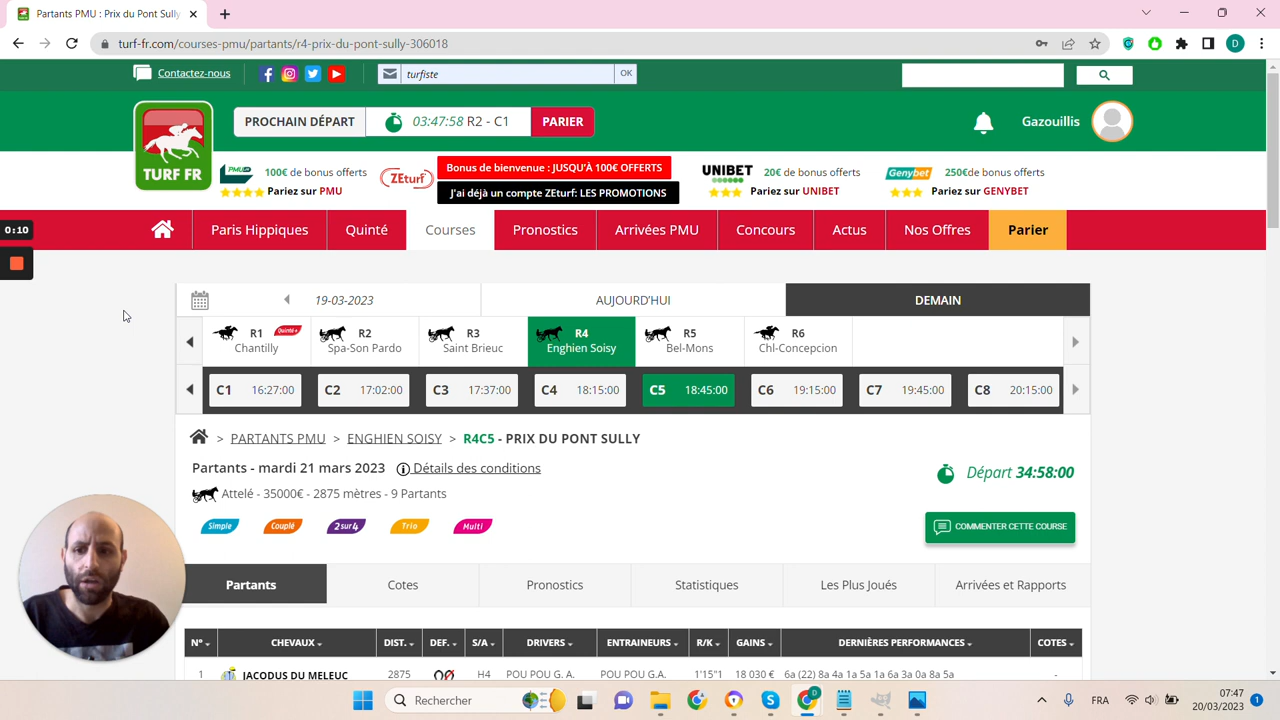 Partants PMU : Prix du Pont Sully
turf-fr.com/courses-pmu/partants/r4-prix-du-pont-sully-306018
D
Contactez-nous
turfiste
OK
TURF FR
PROCHAIN DÉPART
03:47:58 R2 - C1
PARIER
Gazouillis
PMU
100€ de bonus offerts
Pariez sur PMU
ZEturf
Bonus de bienvenue : JUSQU'À 100€ OFFERTS
J'ai déjà un compte ZEturf: LES PROMOTIONS
UNIBET
20€ de bonus offerts
Pariez sur UNIBET
Genybet
250€de bonus offerts
Pariez sur GENYBET
0:10
Paris Hippiques
Quinté
Courses
Pronostics
Arrivées PMU
Concours
Actus
Nos Offres
Parier
19-03-2023
AUJOURD'HUI
DEMAIN
R1 Quinté+
Chantilly
R2
Spa-Son Pardo
R3
Saint Brieuc
R4
Enghien Soisy
R5
Bel-Mons
R6
Chl-Concepcion
C1 16:27:00
C2 17:02:00
C3 17:37:00
C4 18:15:00
C5 18:45:00
C6 19:15:00
C7 19:45:00
C8 20:15:00
> PARTANTS PMU > ENGHIEN SOISY > R4C5 - PRIX DU PONT SULLY
Partants - mardi 21 mars 2023 Détails des conditions
Départ 34:58:00
Attelé - 35000€ - 2875 mètres - 9 Partants
Simple
Couplé
2sur4
Trio
Multi
COMMENTER CETTE COURSE
Partants
Cotes
Pronostics
Statistiques
Les Plus Joués
Arrivées et Rapports
N° CHEVAUX DIST. DEF. S/A DRIVERS ENTRAINEURS R/K GAINS DERNIÈRES PERFORMANCES COTES
1 JACODUS DU MELEUC 2875 H4 POU POU G. A. POU POU G.A. 1'15"1 18 030 € 6a (22) 8a 4a 1a 5a 1a 6a 3a 0a 8a 5a -
Rechercher
D
FRA
07:47
20/03/2023
1